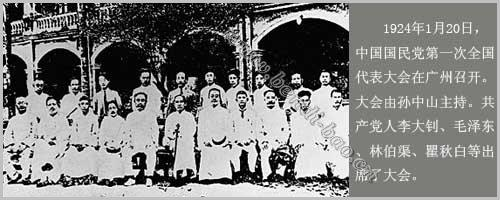 1924年1月20日，
中国国民党第一次全国
代表大会在广州召开。
大会由孙中山主持。共
产党人李大钊、毛泽东
、林伯渠、瞿秋白等出
席了大会。